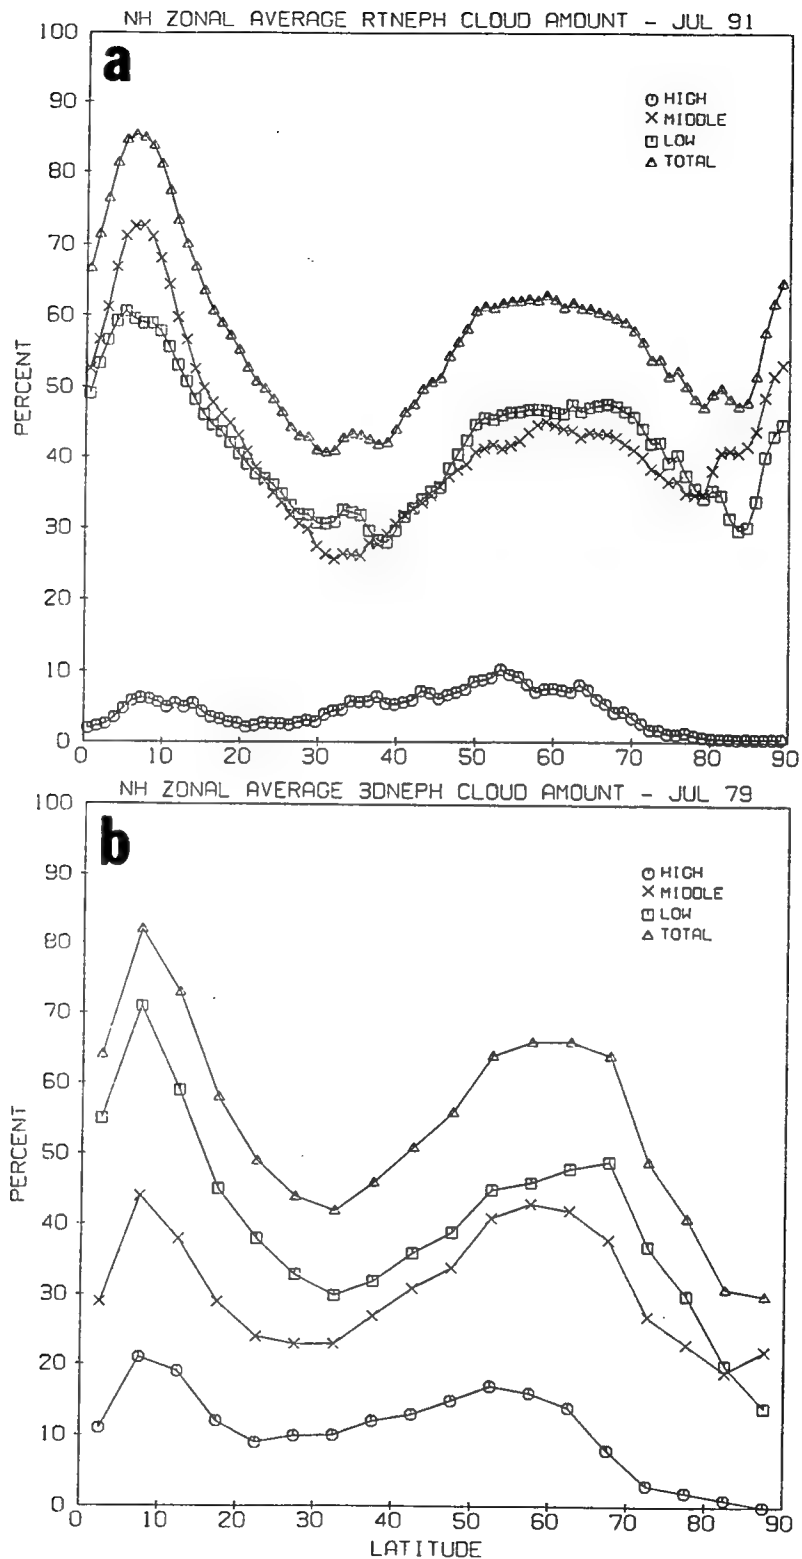 NH ZONAL AVERAGE RTNEPH CLOUD AMOUNT - JUL 91
a
100
90
80
70
60
50
40
30
20
10
0
PERCENT
HIGH
MIDDLE
LOW
TOTAL
0 10 20 30 40 50 60 70 80 90
NH ZONAL AVERAGE 3DNEPH CLOUD AMOUNT - JUL 79
b
100
90
80
70
60
50
40
30
20
10
0
PERCENT
HIGH
MIDDLE
LOW
TOTAL
0 10 20 30 40 50 60 70 80 90
LATITUDE